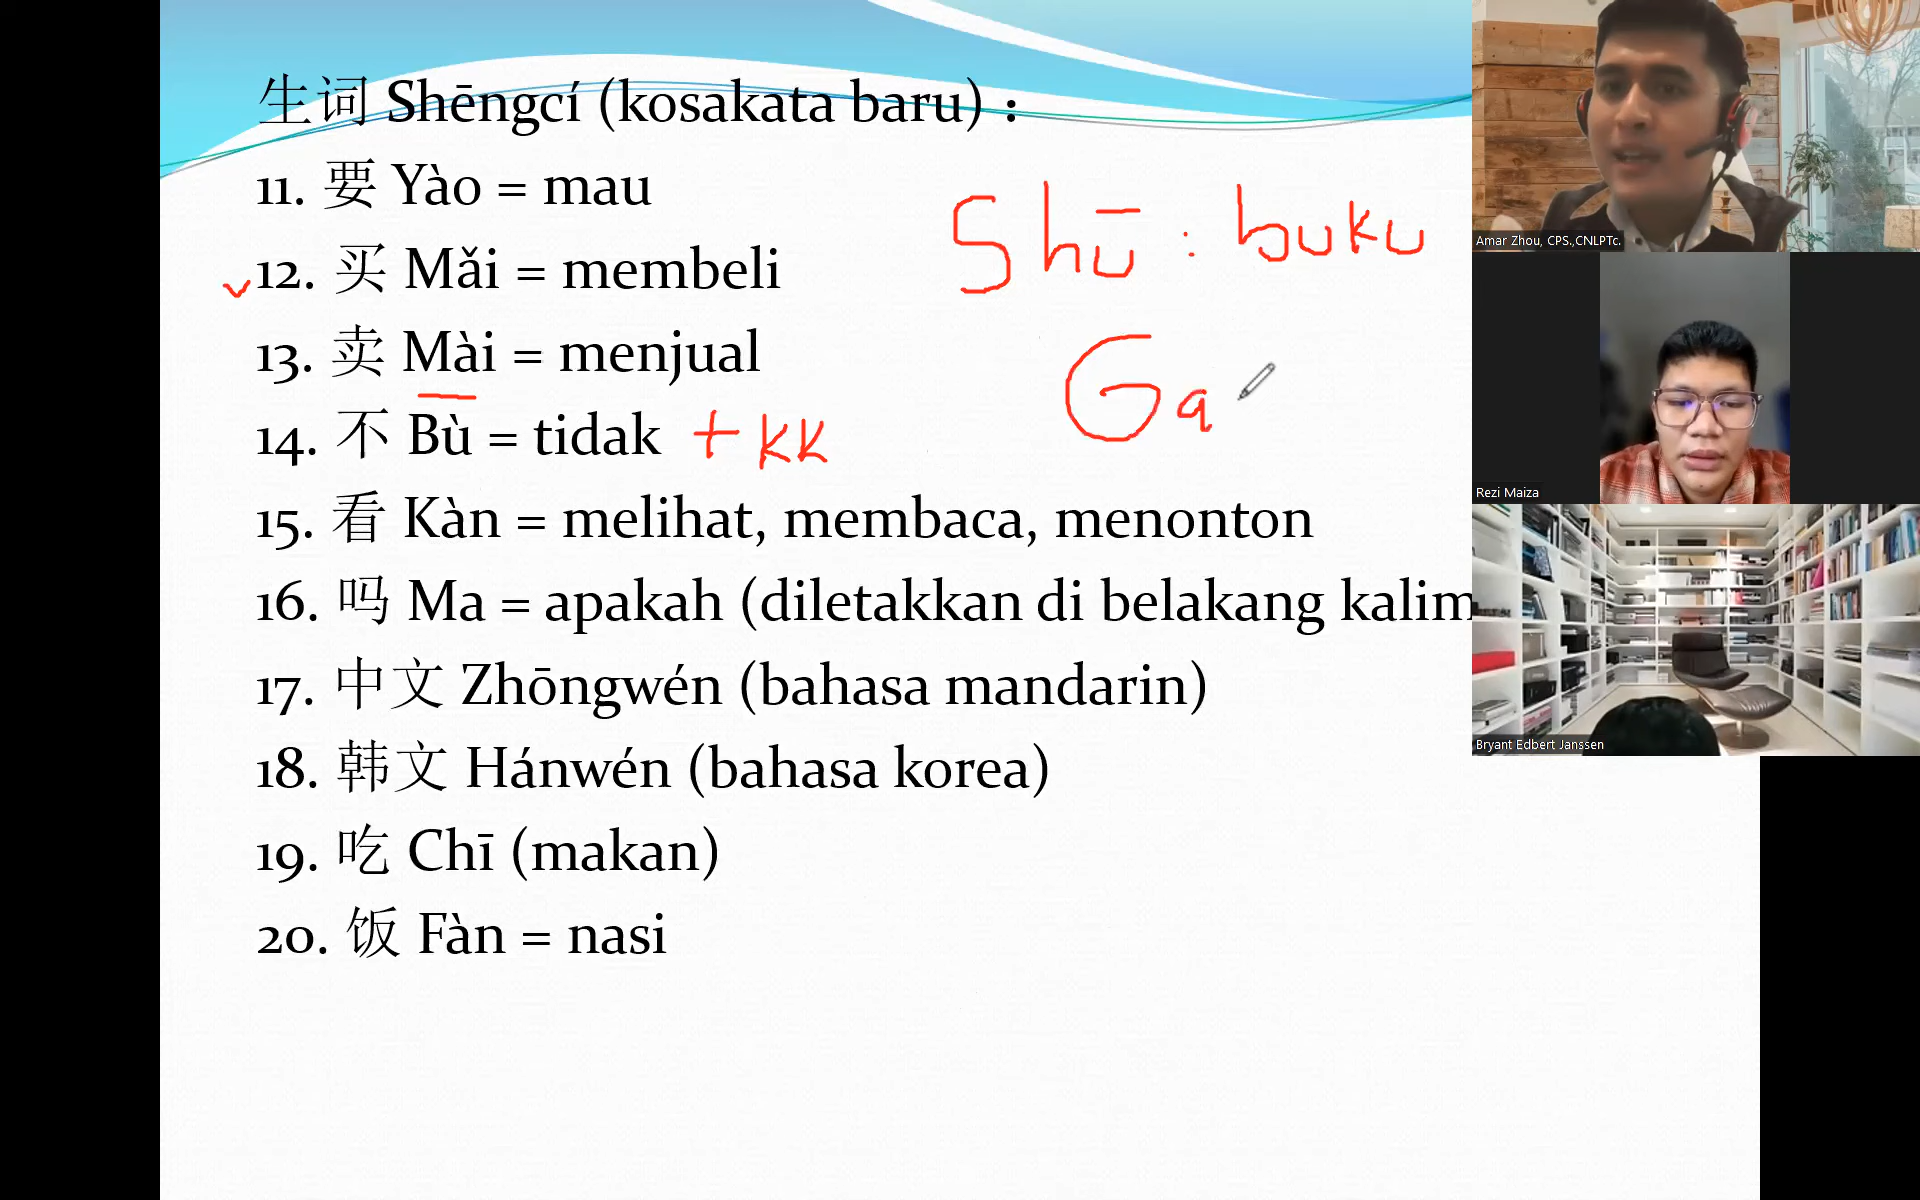 生词 Shēngcí (kosakata baru) :
11. 要 Yào = mau
12. 买 Mǎi = membeli
13. 卖 Mài = menjual
14. 不 Bù = tidak + KK
15. 看 Kàn = melihat, membaca, menonton
16. 吗 Ma = apakah (diletakkan di belakang kalim
17. 中文 Zhōngwén (bahasa mandarin)
18. 韩文 Hánwén (bahasa korea)
19. 吃 Chī (makan)
20. 饭 Fàn = nasi
Shū : buku
Ga
Amar Zhou, CPS.,CNLPTc.
Rezi Maiza
Bryant Edbert Janssen